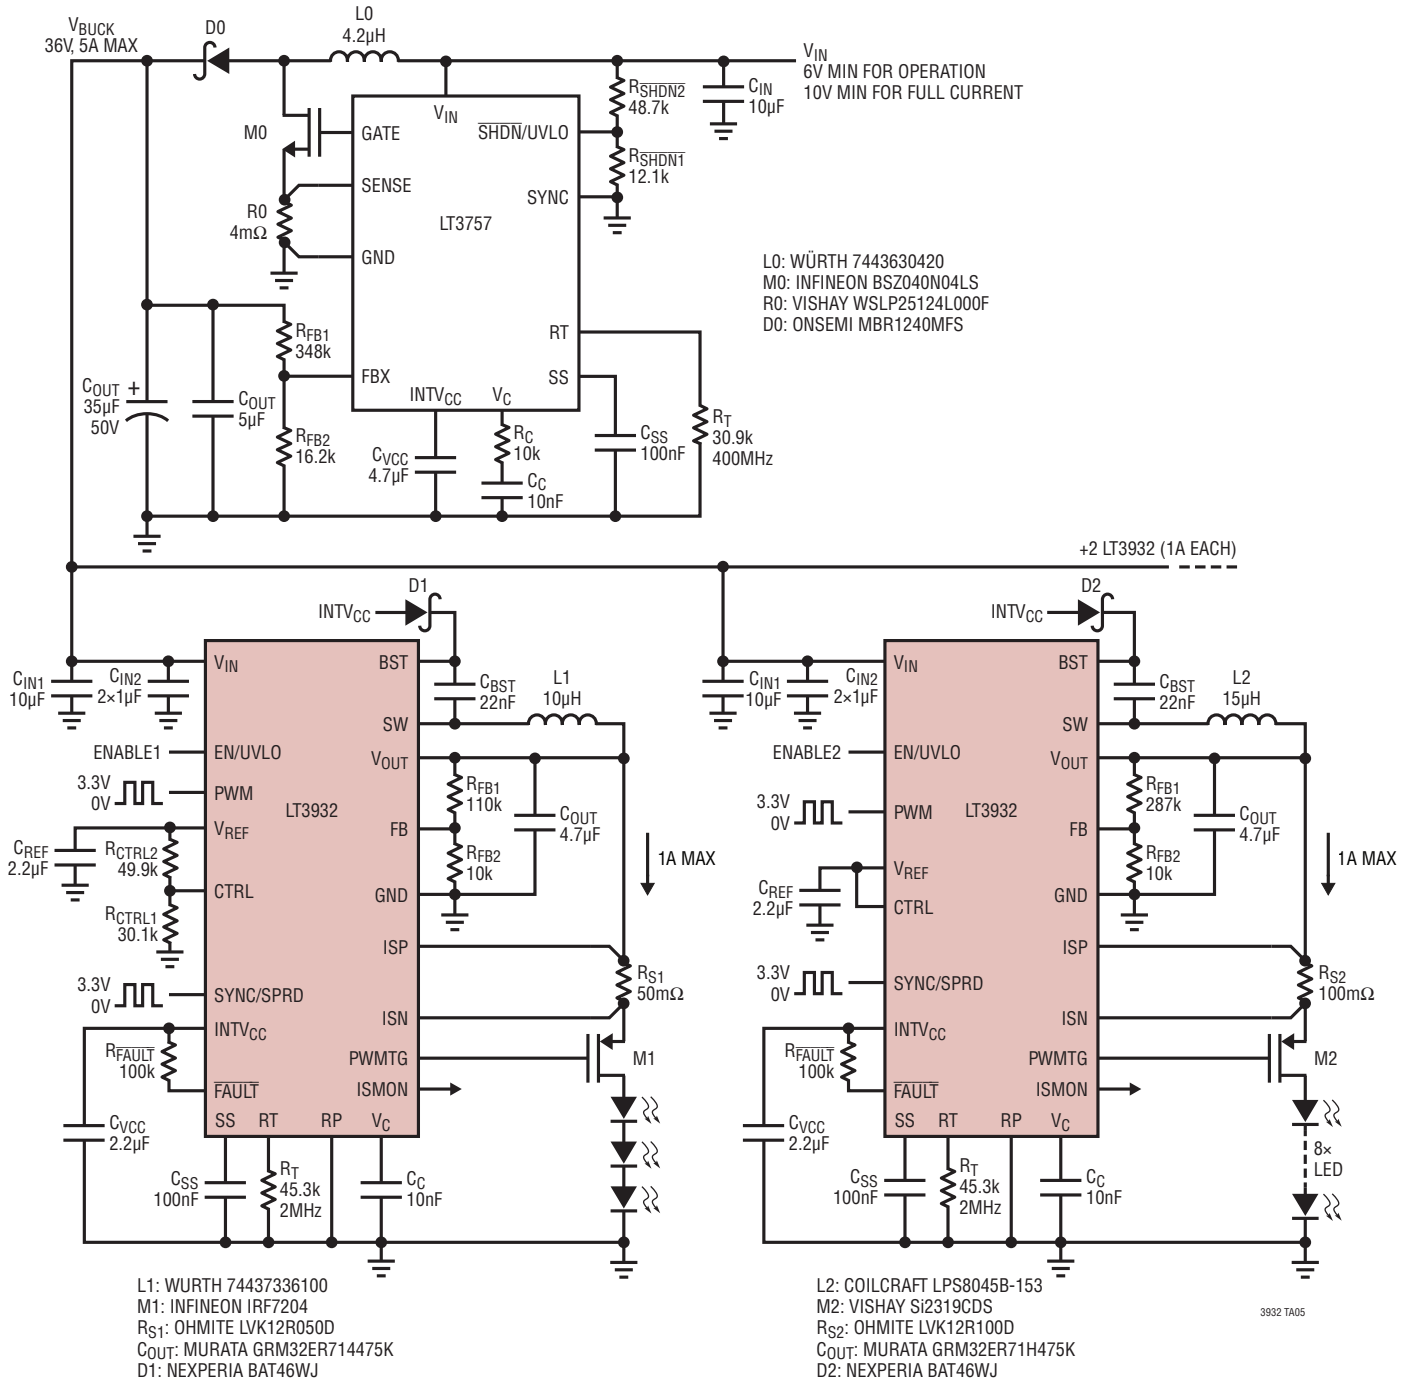 V_BUCK
36V, 5A MAX
D0
L0
4.2µH
V_IN
6V MIN FOR OPERATION
10V MIN FOR FULL CURRENT
R_SHDN2
48.7k
C_IN
10µF
V_IN
M0
GATE
SHDN/UVLO
R_SHDN1
12.1k
SENSE
SYNC
R0
4mΩ
LT3757
GND
L0: WÜRTH 7443630420
M0: INFINEON BSZ040N04LS
R0: VISHAY WSLP25124L000F
D0: ONSEMI MBR1240MFS
R_FB1
348k
RT
FBX
SS
INTV_CC
V_C
C_OUT
35µF
50V
+
C_OUT
5µF
R_FB2
16.2k
C_VCC
4.7µF
R_C
10k
C_C
10nF
C_SS
100nF
R_T
30.9k
400MHz
+2 LT3932 (1A EACH)
D1
INTV_CC
V_IN
BST
C_IN1
10µF
C_IN2
2×1µF
C_BST
22nF
L1
10µH
SW
ENABLE1
EN/UVLO
V_OUT
3.3V
0V
PWM
LT3932
R_FB1
110k
C_OUT
4.7µF
V_REF
FB
C_REF
2.2µF
R_CTRL2
49.9k
R_FB2
10k
1A MAX
CTRL
GND
R_CTRL1
30.1k
ISP
3.3V
0V
SYNC/SPRD
R_S1
50mΩ
ISN
INTV_CC
R_FAULT
100k
PWMTG
M1
FAULT
ISMON
SS
RT
RP
V_C
C_VCC
2.2µF
C_SS
100nF
R_T
45.3k
2MHz
C_C
10nF
L1: WURTH 74437336100
M1: INFINEON IRF7204
R_S1: OHMITE LVK12R050D
C_OUT: MURATA GRM32ER714475K
D1: NEXPERIA BAT46WJ
D2
INTV_CC
V_IN
BST
C_IN1
10µF
C_IN2
2×1µF
C_BST
22nF
L2
15µH
SW
ENABLE2
EN/UVLO
V_OUT
3.3V
0V
PWM
LT3932
R_FB1
287k
C_OUT
4.7µF
FB
V_REF
R_FB2
10k
1A MAX
C_REF
2.2µF
CTRL
GND
ISP
3.3V
0V
SYNC/SPRD
R_S2
100mΩ
ISN
INTV_CC
R_FAULT
100k
PWMTG
M2
FAULT
ISMON
SS
RT
RP
V_C
C_VCC
2.2µF
8×
LED
C_SS
100nF
R_T
45.3k
2MHz
C_C
10nF
L2: COILCRAFT LPS8045B-153
M2: VISHAY Si2319CDS
R_S2: OHMITE LVK12R100D
C_OUT: MURATA GRM32ER71H475K
D2: NEXPERIA BAT46WJ
3932 TA05